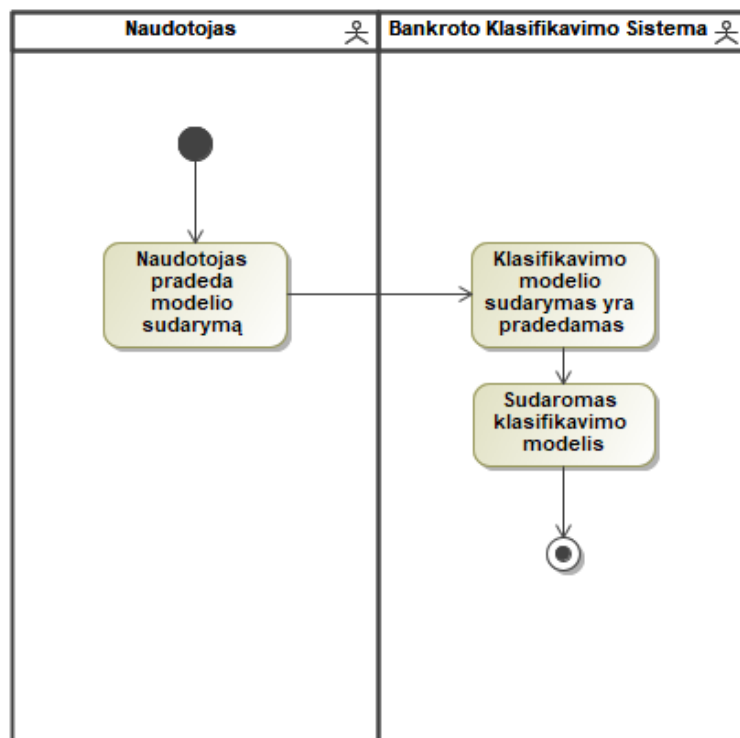 Naudotojas
Bankroto Klasifikavimo Sistema
Naudotojas
pradeda
modelio
sudarymą
Klasifikavimo
modelio
sudarymas yra
pradedamas
Sudaromas
klasifikavimo
modelis